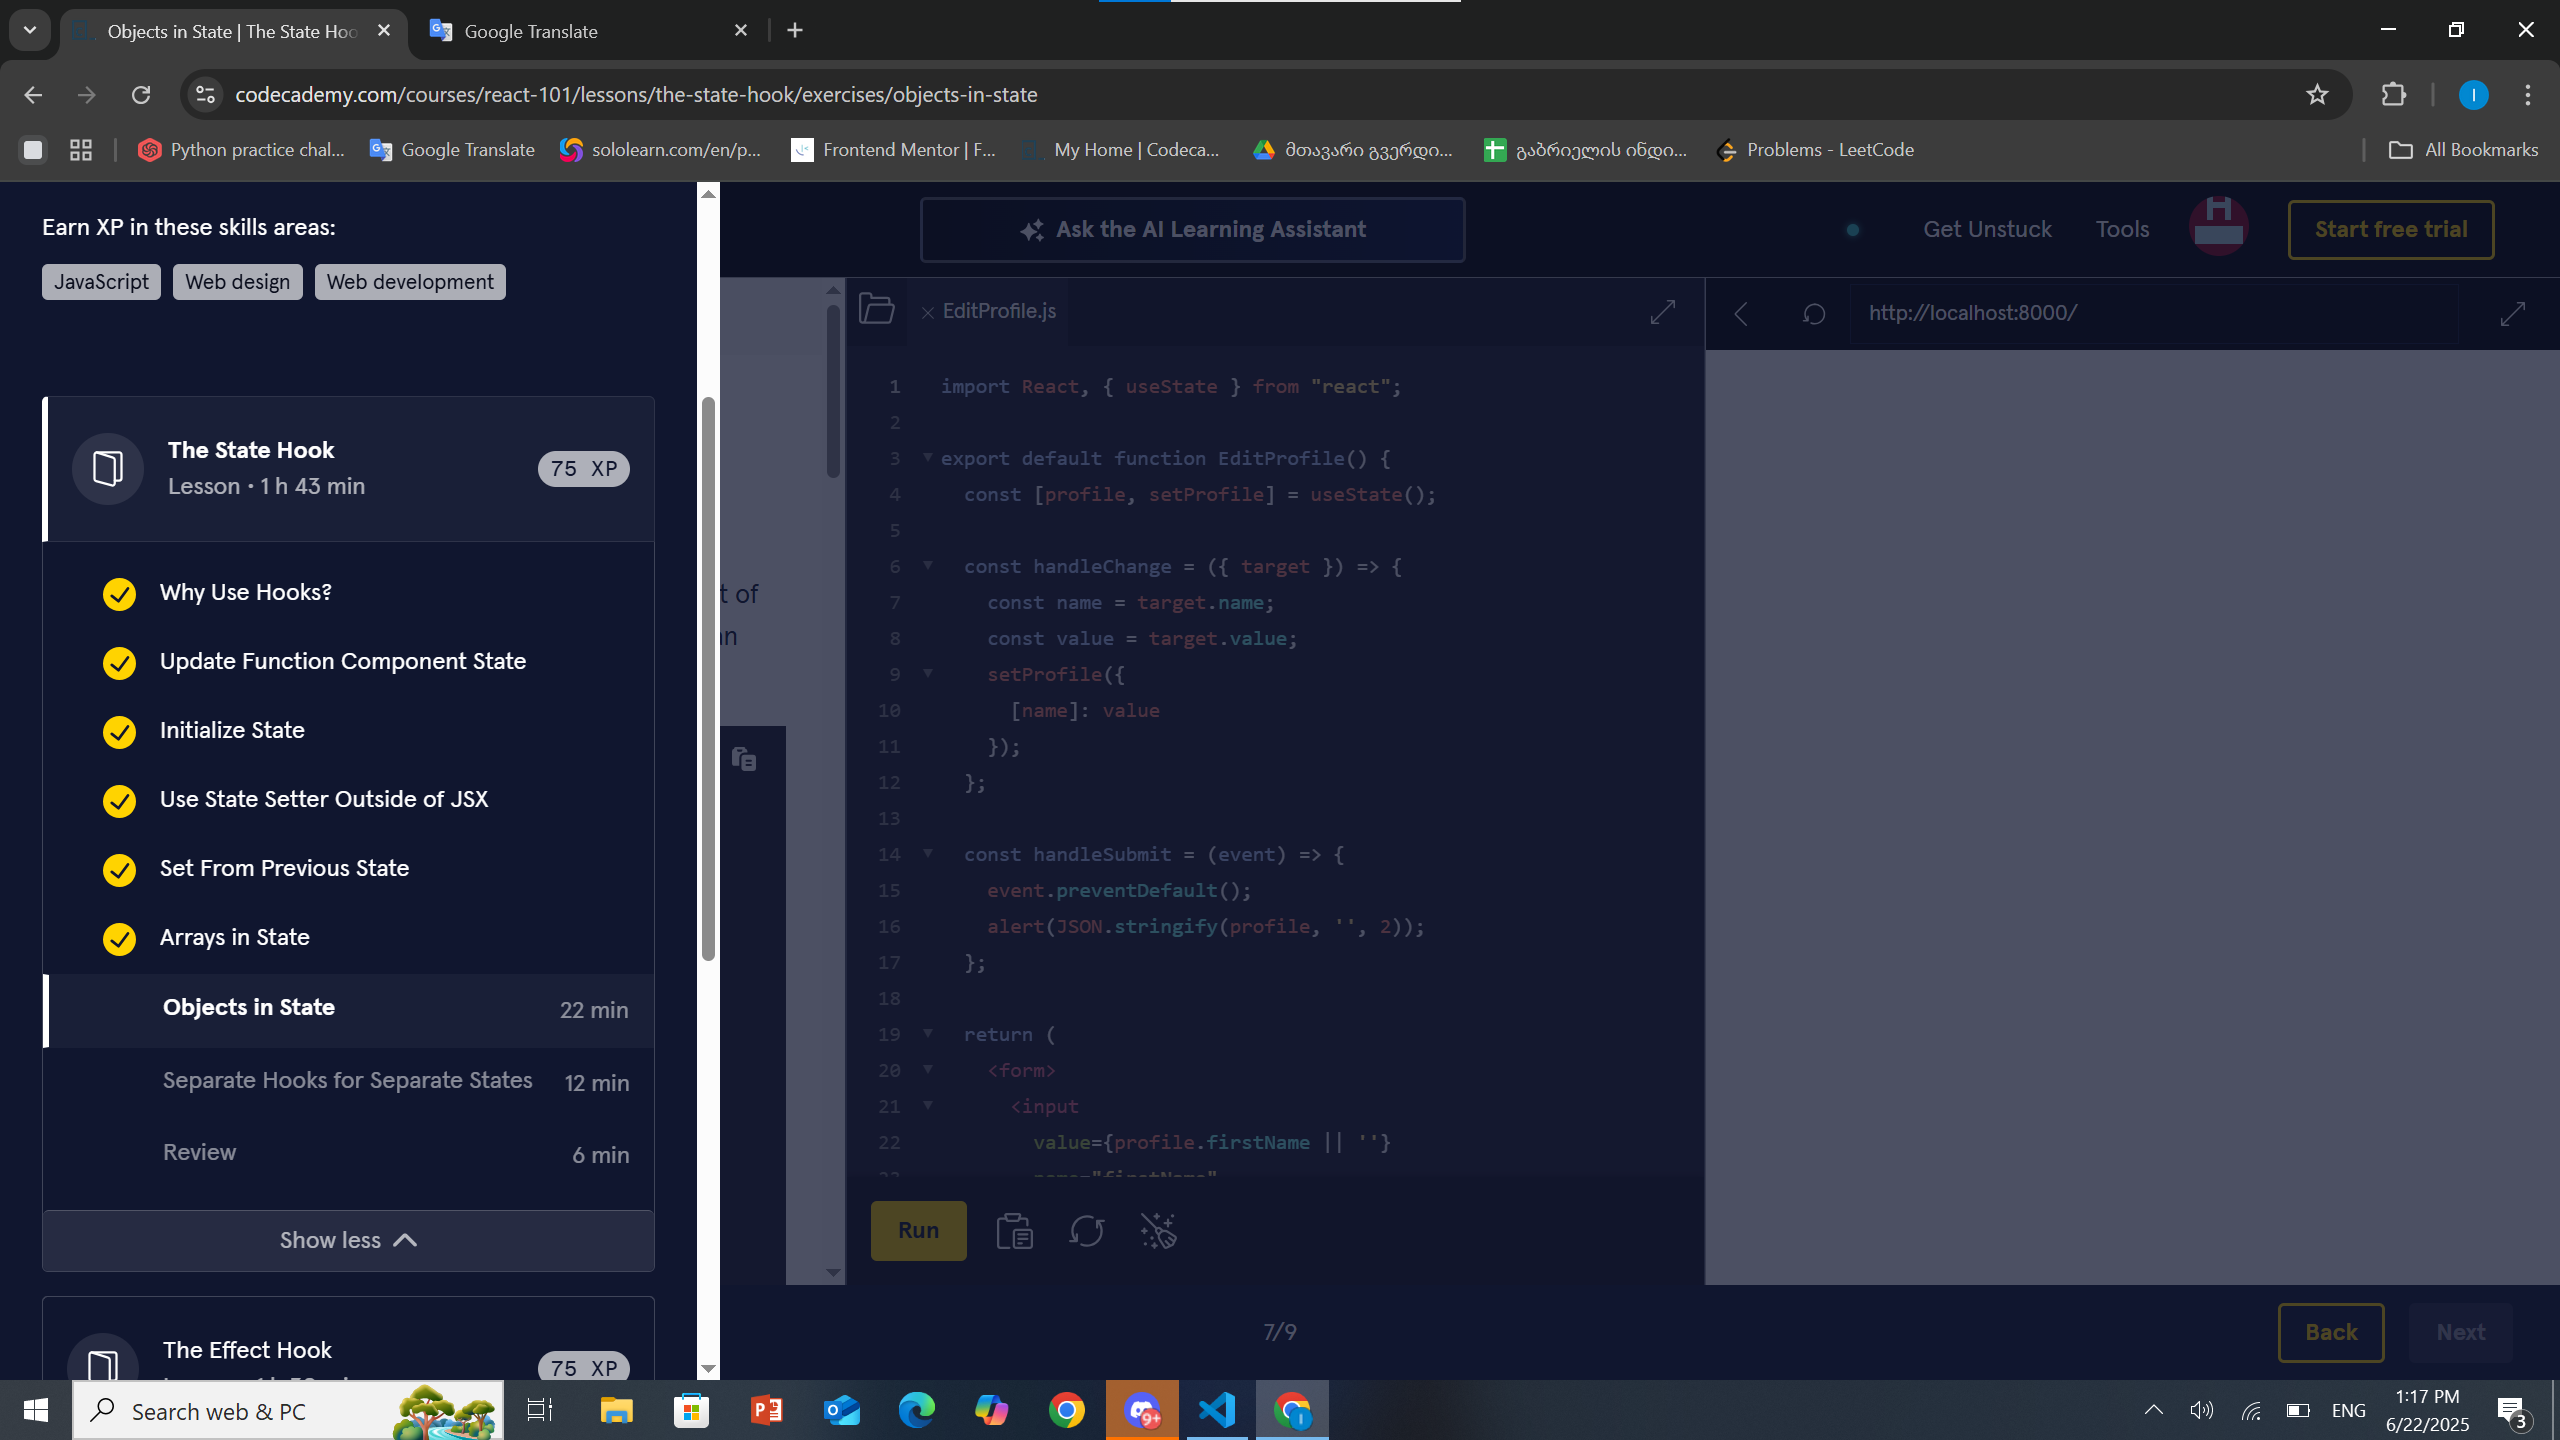 Objects in State | The State Hoo
Google Translate
codecademy.com/courses/react-101/lessons/the-state-hook/exercises/objects-in-state
I
Python practice chal...
Google Translate
sololearn.com/en/p...
Frontend Mentor | F...
My Home | Codeca...
მთავარი გვერდი...
გაბრიელის ინდი...
Problems - LeetCode
All Bookmarks
Earn XP in these skills areas:
JavaScript
Web design
Web development
The State Hook
Lesson • 1 h 43 min
75 XP
Why Use Hooks?
Update Function Component State
Initialize State
Use State Setter Outside of JSX
Set From Previous State
Arrays in State
Objects in State
22 min
Separate Hooks for Separate States
12 min
Review
6 min
Show less
The Effect Hook
75 XP
Ask the AI Learning Assistant
Get Unstuck
Tools
Start free trial
t of
EditProfile.js
http://localhost:8000/
1 import React, { useState } from "react";
2
3 export default function EditProfile() {
4 const [profile, setProfile] = useState();
5
6 const handleChange = ({ target }) => {
7 const name = target.name;
8 const value = target.value;
9 setProfile({
10 [name]: value
11 });
12 };
13
14 const handleSubmit = (event) => {
15 event.preventDefault();
16 alert(JSON.stringify(profile, '', 2));
17 };
18
19 return (
20 <form>
21 <input
22 value={profile.firstName || ''}
23 name="firstName"
Run
7/9
Back
Next
Search web & PC
9+
I
ENG
1:17 PM
6/22/2025
3